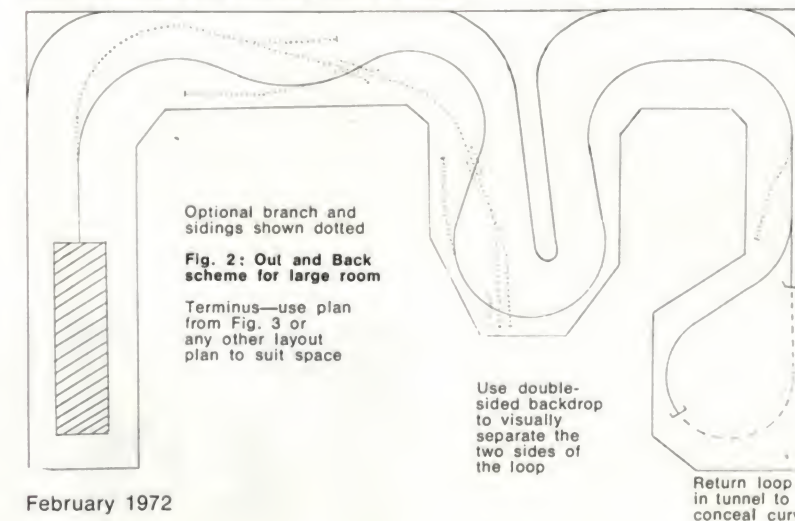 Optional branch and
sidings shown dotted
Fig. 2: Out and Back
scheme for large room
Terminus—use plan
from Fig. 3 or
any other layout
plan to suit space
Use double-
sided backdrop
to visually
separate the
two sides of
the loop
Return loop
in tunnel to
conceal
February 1972